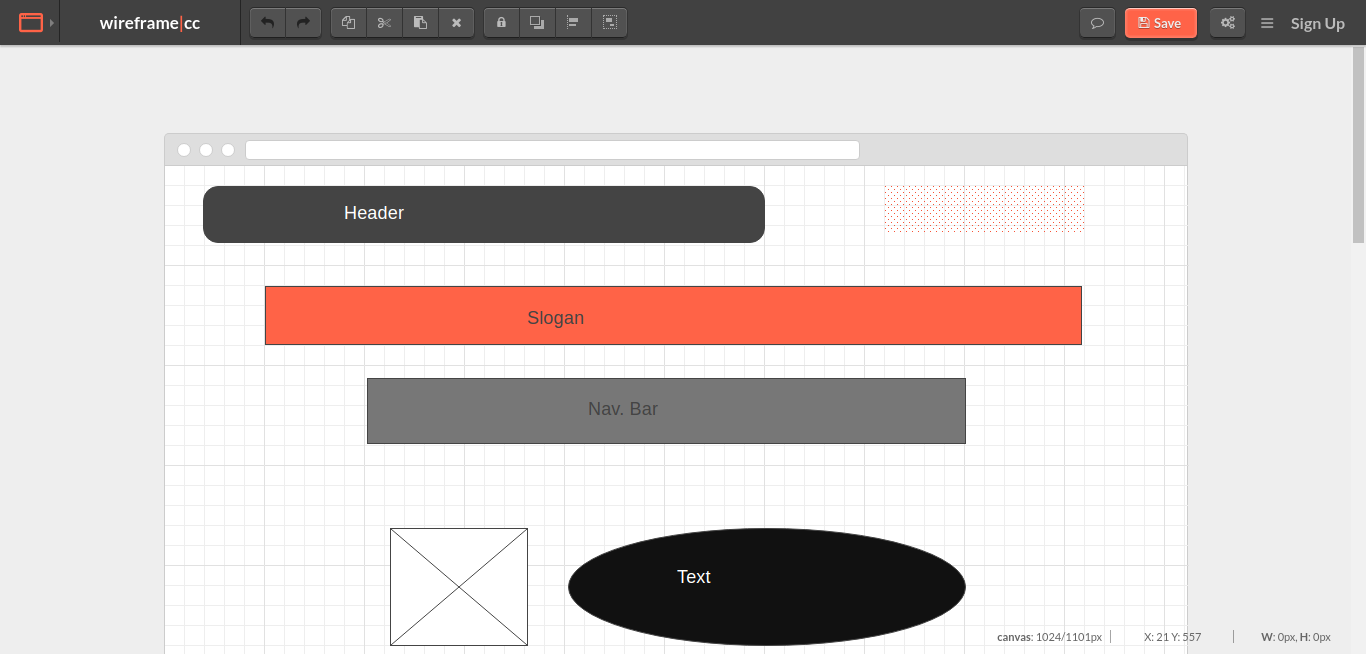 wireframe|cc
Save
Sign Up
Header
Slogan
Nav. Bar
Text
canvas: 1024/1101px
X: 21 Y: 557
W: 0px, H: 0px